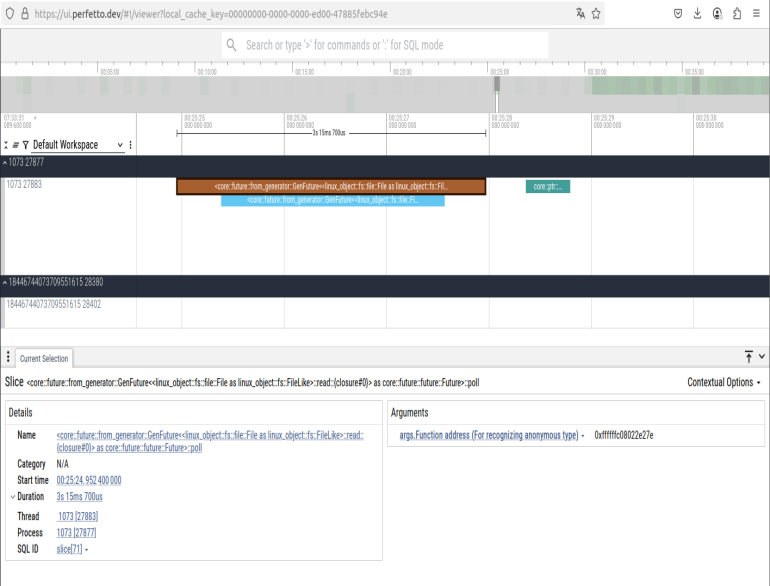 https://ui.perfetto.dev/#!/viewer?local_cache_key=00000000-0000-0000-ed00-47885febc94e
Search or type '>' for commands or ':' for SQL mode
00:05:00 00:10:00 00:15:00 00:20:00 00:25:00 00:30:00 00:35:00
07:33:31 + 00:25:25 00:25:26 00:25:27 00:25:28 00:25:29 00:25:30
089 600 000 000 000 000 000 000 000 000 000 000 000 000 000 000 000 000 000 000 000
3s 15ms 700us
Default Workspace
1073 27877
1073 27883 <core::future::from_generator::GenFuture<<linux_object::fs::file::File as linux_object::fs::Fil... core::ptr::...
<core::future::from_generator::GenFuture<<linux_object::fs::file::Fi...
18446744073709551615 28380
18446744073709551615 28402
Current Selection
Slice <core::future::from_generator::GenFuture<<linux_object::fs::file::File as linux_object::fs::FileLike>::read::{closure#0}> as core::future::future::Future>::poll Contextual Options
Details Arguments
Name <core::future::from_generator::GenFuture<<linux_object::fs::file::File as linux_object::fs::FileLike>::read:: args.Function address (For recognizing anonymous type) 0xffffffc08022e27e
{closure#0}> as core::future::future::Future>::poll
Category N/A
Start time 00:25:24.952 400 000
Duration 3s 15ms 700us
Thread 1073 [27883]
Process 1073 [27877]
SQL ID slice[71]